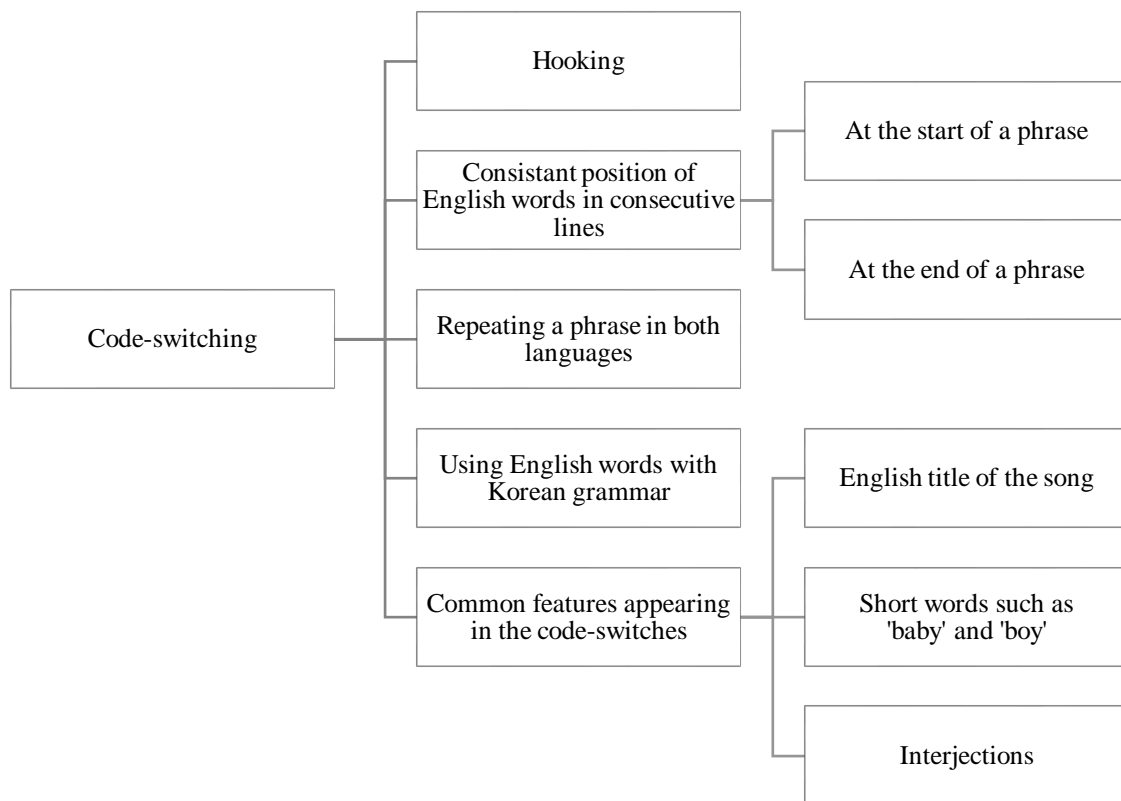 Code-switching
Hooking
Consistant position of
English words in consecutive
lines
At the start of a phrase
At the end of a phrase
Repeating a phrase in both
languages
Using English words with
Korean grammar
Common features appearing
in the code-switches
English title of the song
Short words such as
'baby' and 'boy'
Interjections